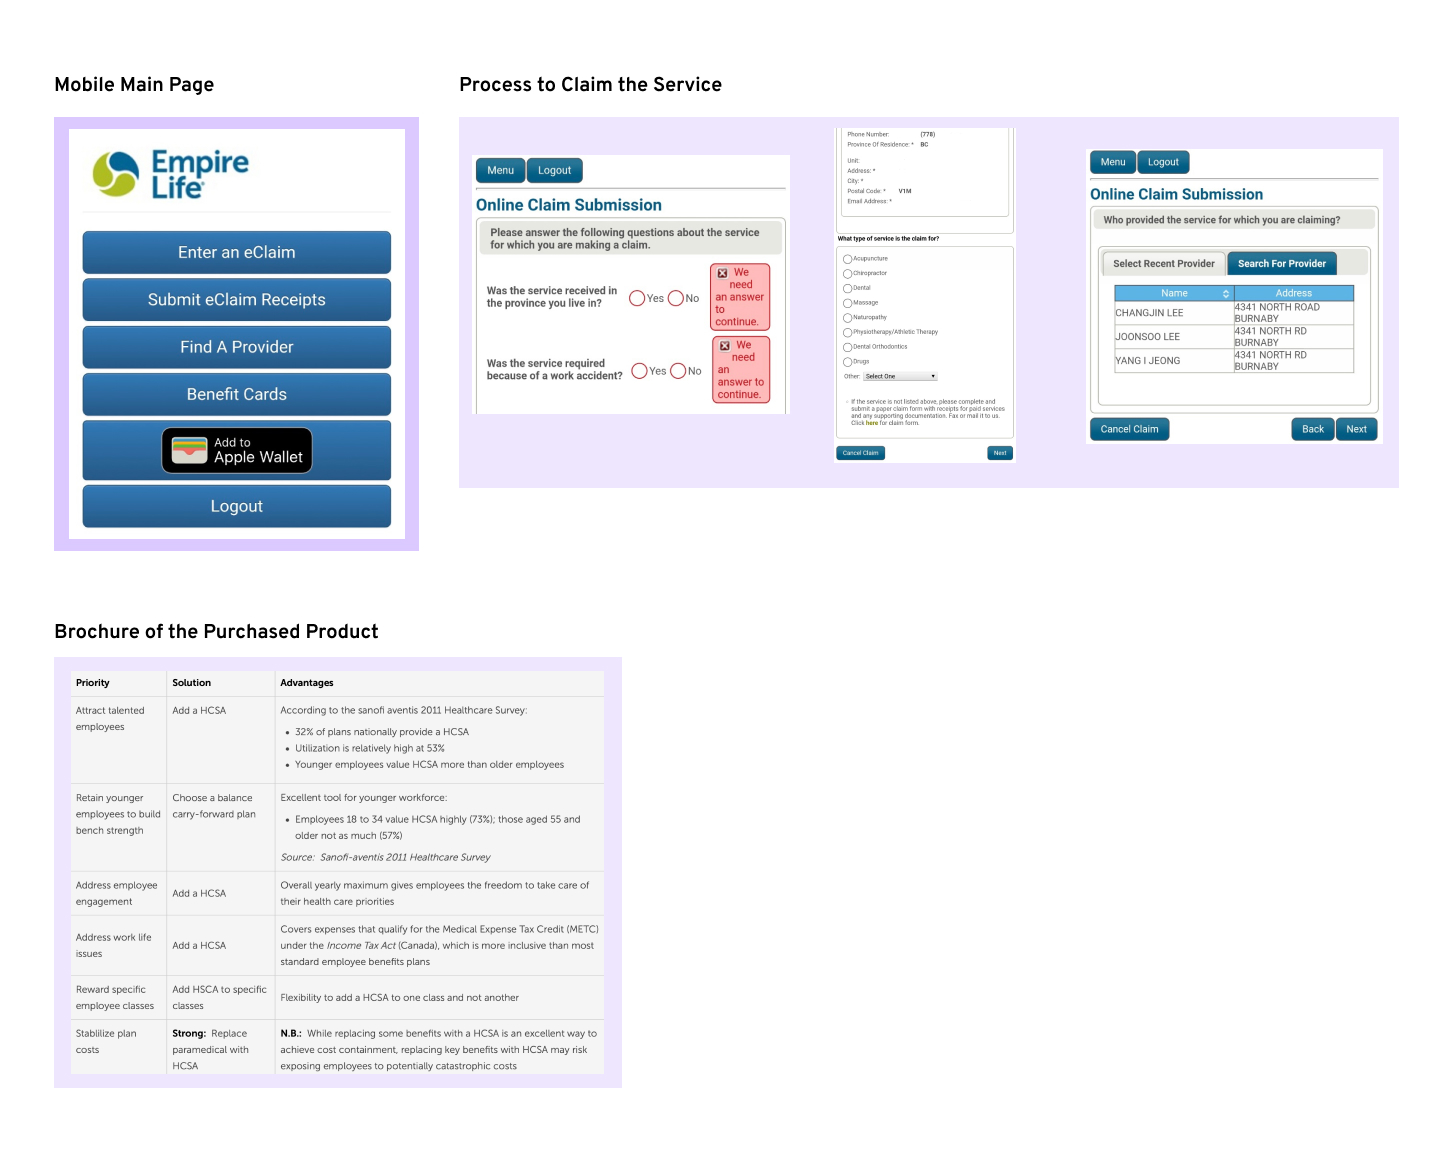 Mobile Main Page
Empire
Life
Enter an eClaim
Submit eClaim Receipts
Find A Provider
Benefit Cards
Add to
Apple Wallet
Logout
Process to Claim the Service
Menu Logout
Online Claim Submission
Please answer the following questions about the service
for which you are making a claim.
Was the service received in
the province you live in?
Yes No
We
need
an answer
to
continue.
Was the service required
because of a work accident?
Yes No
We
need
an
answer to
continue.
Phone Number: (778)
Province Of Residence: * BC
Unit:
Address: *
City: *
Postal Code: * V1M
Email Address: *
What type of service is the claim for?
Acupuncture
Chiropractor
Dental
Massage
Naturopathy
Physiotherapy/Athletic Therapy
Dental Orthodontics
Drugs
Other: Select One
If the service is not listed above, please complete and
submit a paper claim form with receipts for paid services
and any supporting documentation. Fax or mail it to us.
Click here for claim form.
Cancel Claim Next
Menu Logout
Online Claim Submission
Who provided the service for which you are claiming?
Select Recent Provider Search For Provider
Name Address
CHANGJIN LEE 4341 NORTH ROAD
BURNABY
JOONSOO LEE 4341 NORTH RD
BURNABY
YANG I JEONG 4341 NORTH RD
BURNABY
Cancel Claim Back Next
Brochure of the Purchased Product
Priority Solution Advantages
Attract talented
employees
Add a HCSA
According to the sanofi aventis 2011 Healthcare Survey:
• 32% of plans nationally provide a HCSA
• Utilization is relatively high at 53%
• Younger employees value HCSA more than older employees
Retain younger
employees to build
bench strength
Choose a balance
carry-forward plan
Excellent tool for younger workforce:
• Employees 18 to 34 value HCSA highly (73%); those aged 55 and
older not as much (57%)
Source: Sanofi-aventis 2011 Healthcare Survey
Address employee
engagement
Add a HCSA
Overall yearly maximum gives employees the freedom to take care of
their health care priorities
Address work life
issues
Add a HCSA
Covers expenses that qualify for the Medical Expense Tax Credit (METC)
under the Income Tax Act (Canada), which is more inclusive than most
standard employee benefits plans
Reward specific
employee classes
Add HSCA to specific
classes
Flexibility to add a HCSA to one class and not another
Stablilize plan
costs
Strong: Replace
paramedical with
HCSA
N.B.: While replacing some benefits with a HCSA is an excellent way to
achieve cost containment, replacing key benefits with HCSA may risk
exposing employees to potentially catastrophic costs